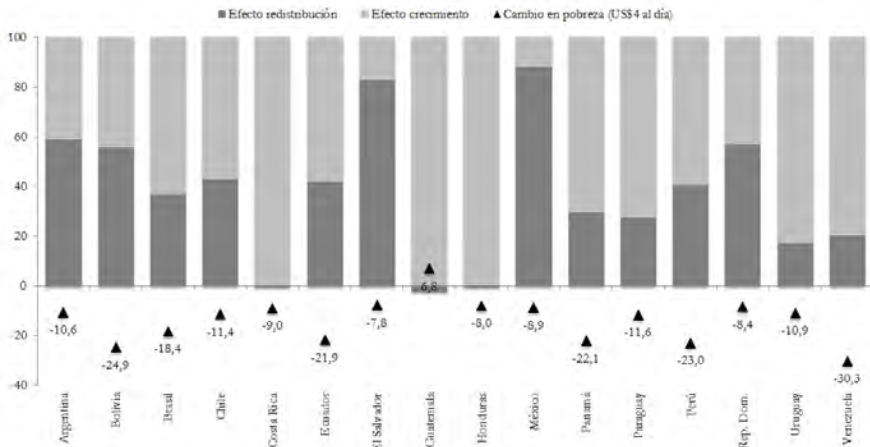 Efecto redistribución Efecto crecimiento Cambio en pobreza (US$4 al día)
100
80
60
40
20
0
-20
-40
-10,6
-24,9
-18,4
-11,4
-9,0
-21,9
-7,8
6,8
-8,0
-8,9
-22,1
-11,6
-23,0
-8,4
-10,9
-30,3
Argentina
Bolivia
Brasil
Chile
Costa Rica
Ecuador
El Salvador
Guatemala
Honduras
México
Panamá
Paraguay
Perú
Rep. Dom.
Uruguay
Venezuela